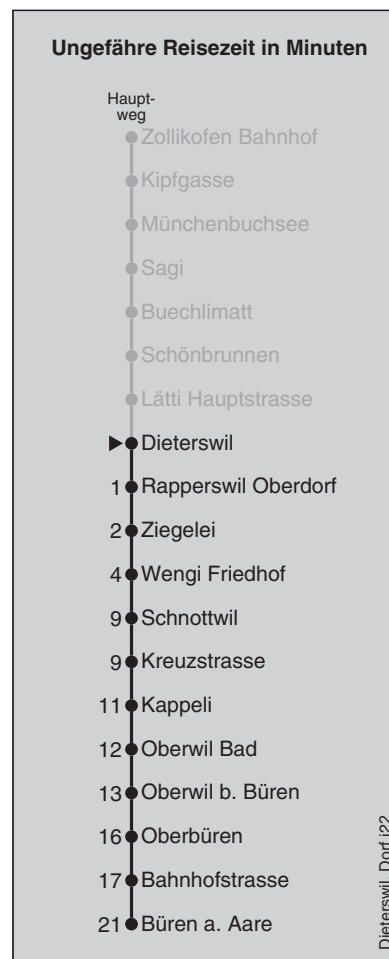 Ungefähre Reisezeit in Minuten
Haupt-
weg
Zollikofen Bahnhof
Kipfgasse
Münchenbuchsee
Sagi
Buechlimatt
Schönbrunnen
Lätti Hauptstrasse
Dieterswil
1 Rapperswil Oberdorf
2 Ziegelei
4 Wengi Friedhof
9 Schnottwil
9 Kreuzstrasse
11 Kappeli
12 Oberwil Bad
13 Oberwil b. Büren
16 Oberbüren
17 Bahnhofstrasse
21 Büren a. Aare
Dieterswil, Dorf j22